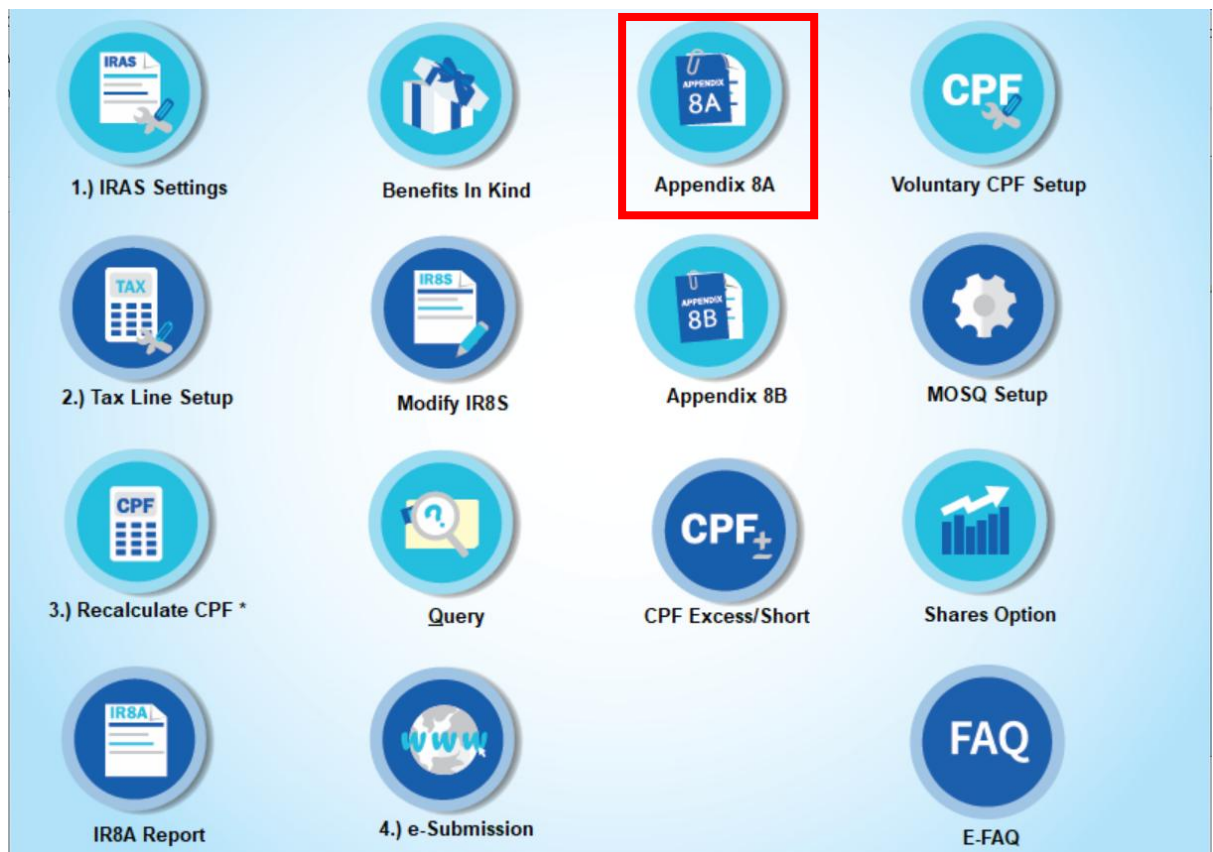 IRAS
1.) IRAS Settings
Benefits In Kind
APPENDIX
8A
Appendix 8A
CPF
Voluntary CPF Setup
TAX
2.) Tax Line Setup
IR8S
Modify IR8S
APPENDIX
8B
Appendix 8B
MOSQ Setup
CPF
3.) Recalculate CPF *
?
Query
CPF±
CPF Excess/Short
Shares Option
IR8A
IR8A Report
www
4.) e-Submission
FAQ
E-FAQ